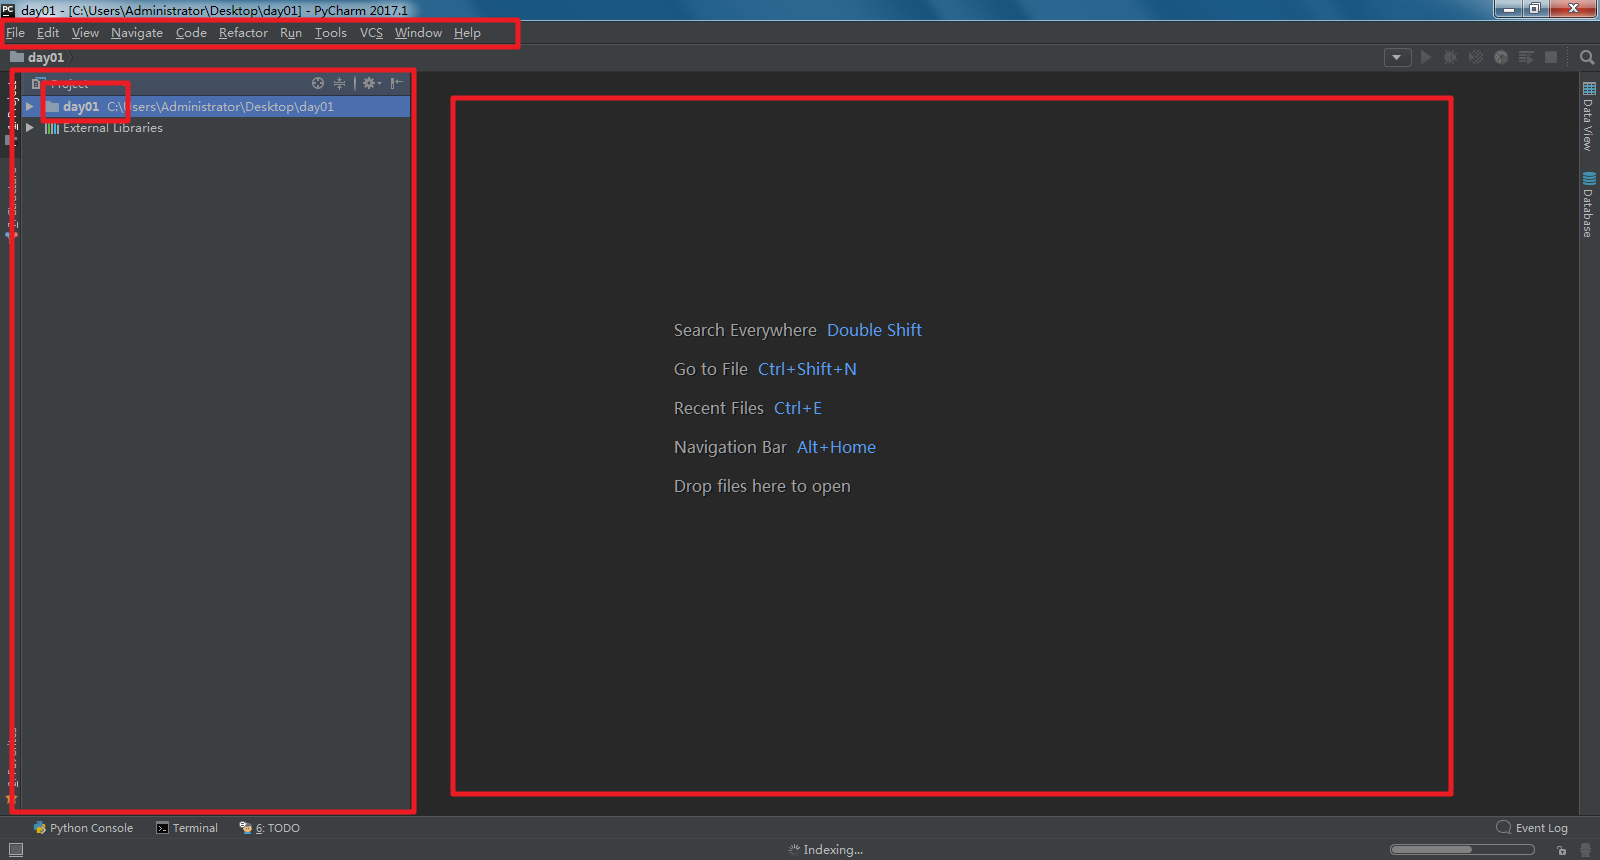 PC day01 - [C:\Users\Administrator\Desktop\day01] - PyCharm 2017.1
File Edit View Navigate Code Refactor Run Tools VCS Window Help
day01
Project
day01 C:\Users\Administrator\Desktop\day01
External Libraries
Data View
Database
Search Everywhere Double Shift
Go to File Ctrl+Shift+N
Recent Files Ctrl+E
Navigation Bar Alt+Home
Drop files here to open
Python Console Terminal 6: TODO Event Log
Indexing...